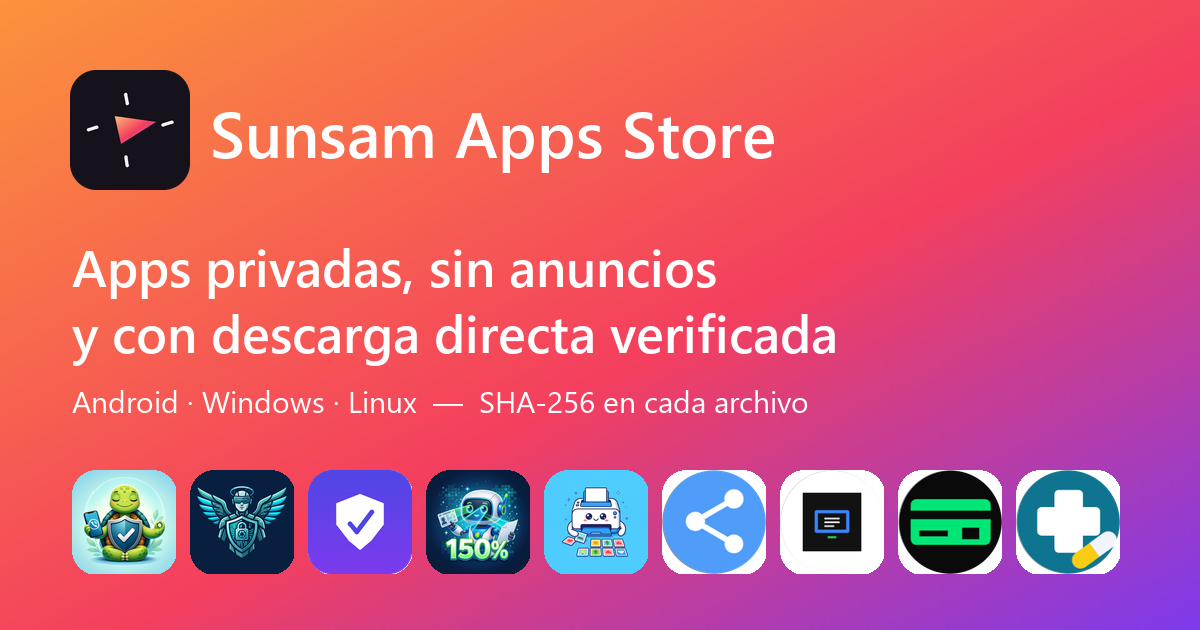 Sunsam Apps Store
Apps privadas, sin anuncios
y con descarga directa verificada
Android · Windows · Linux — SHA-256 en cada archivo
150%